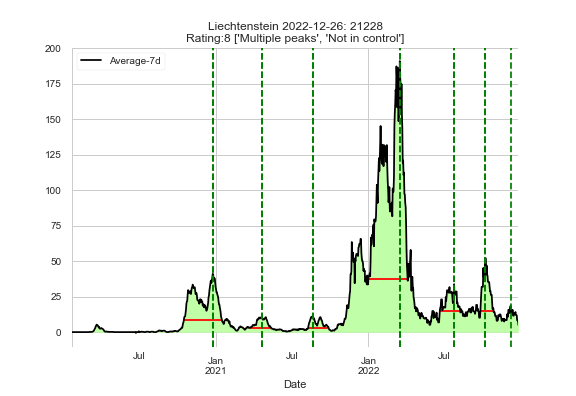 Liechtenstein 2022-12-26: 21228
Rating:8 ['Multiple peaks', 'Not in control']
Average-7d
200
175
150
125
100
75
50
25
0
Jul
Jan
2021
Jul
Jan
2022
Jul
Date